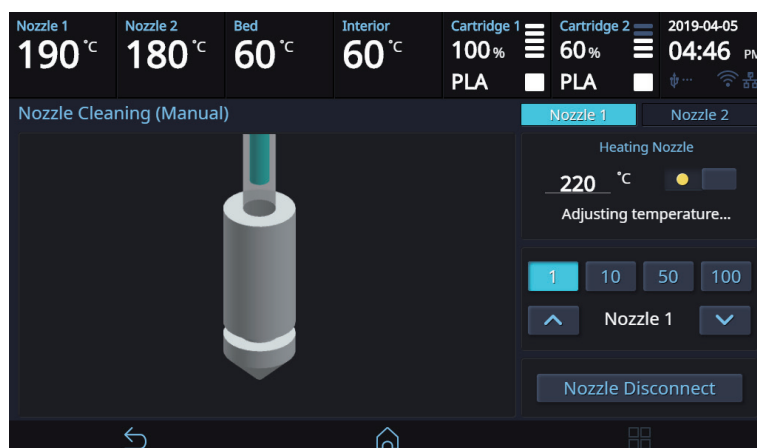 Nozzle 1 Nozzle 2 Bed Interior Cartridge 1 Cartridge 2 2019-04-05
190 °C 180 °C 60 °C 60 °C 100 % 60 % 04:46 PM
PLA PLA
Nozzle Cleaning (Manual) Nozzle 1 Nozzle 2
Heating Nozzle
220 °C
Adjusting temperature...
1 10 50 100
Nozzle 1
Nozzle Disconnect